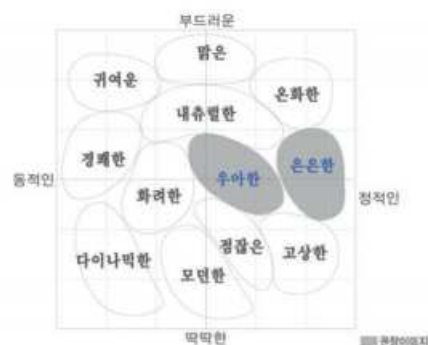 부드러운
맑은
귀여운
온화한
내츄럴한
경쾌한
우아한
은은한
동적인
화려한
정적인
점잖은
고상한
다이나믹한
모던한
딱딱한